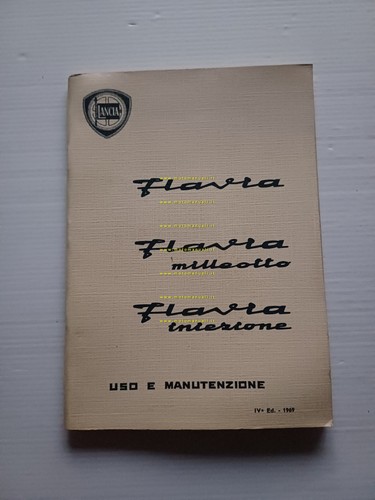 LANCIA
Flavia
Flavia
milleotto
Flavia
iniezione
USO E MANUTENZIONE
IVª Ed. - 1969